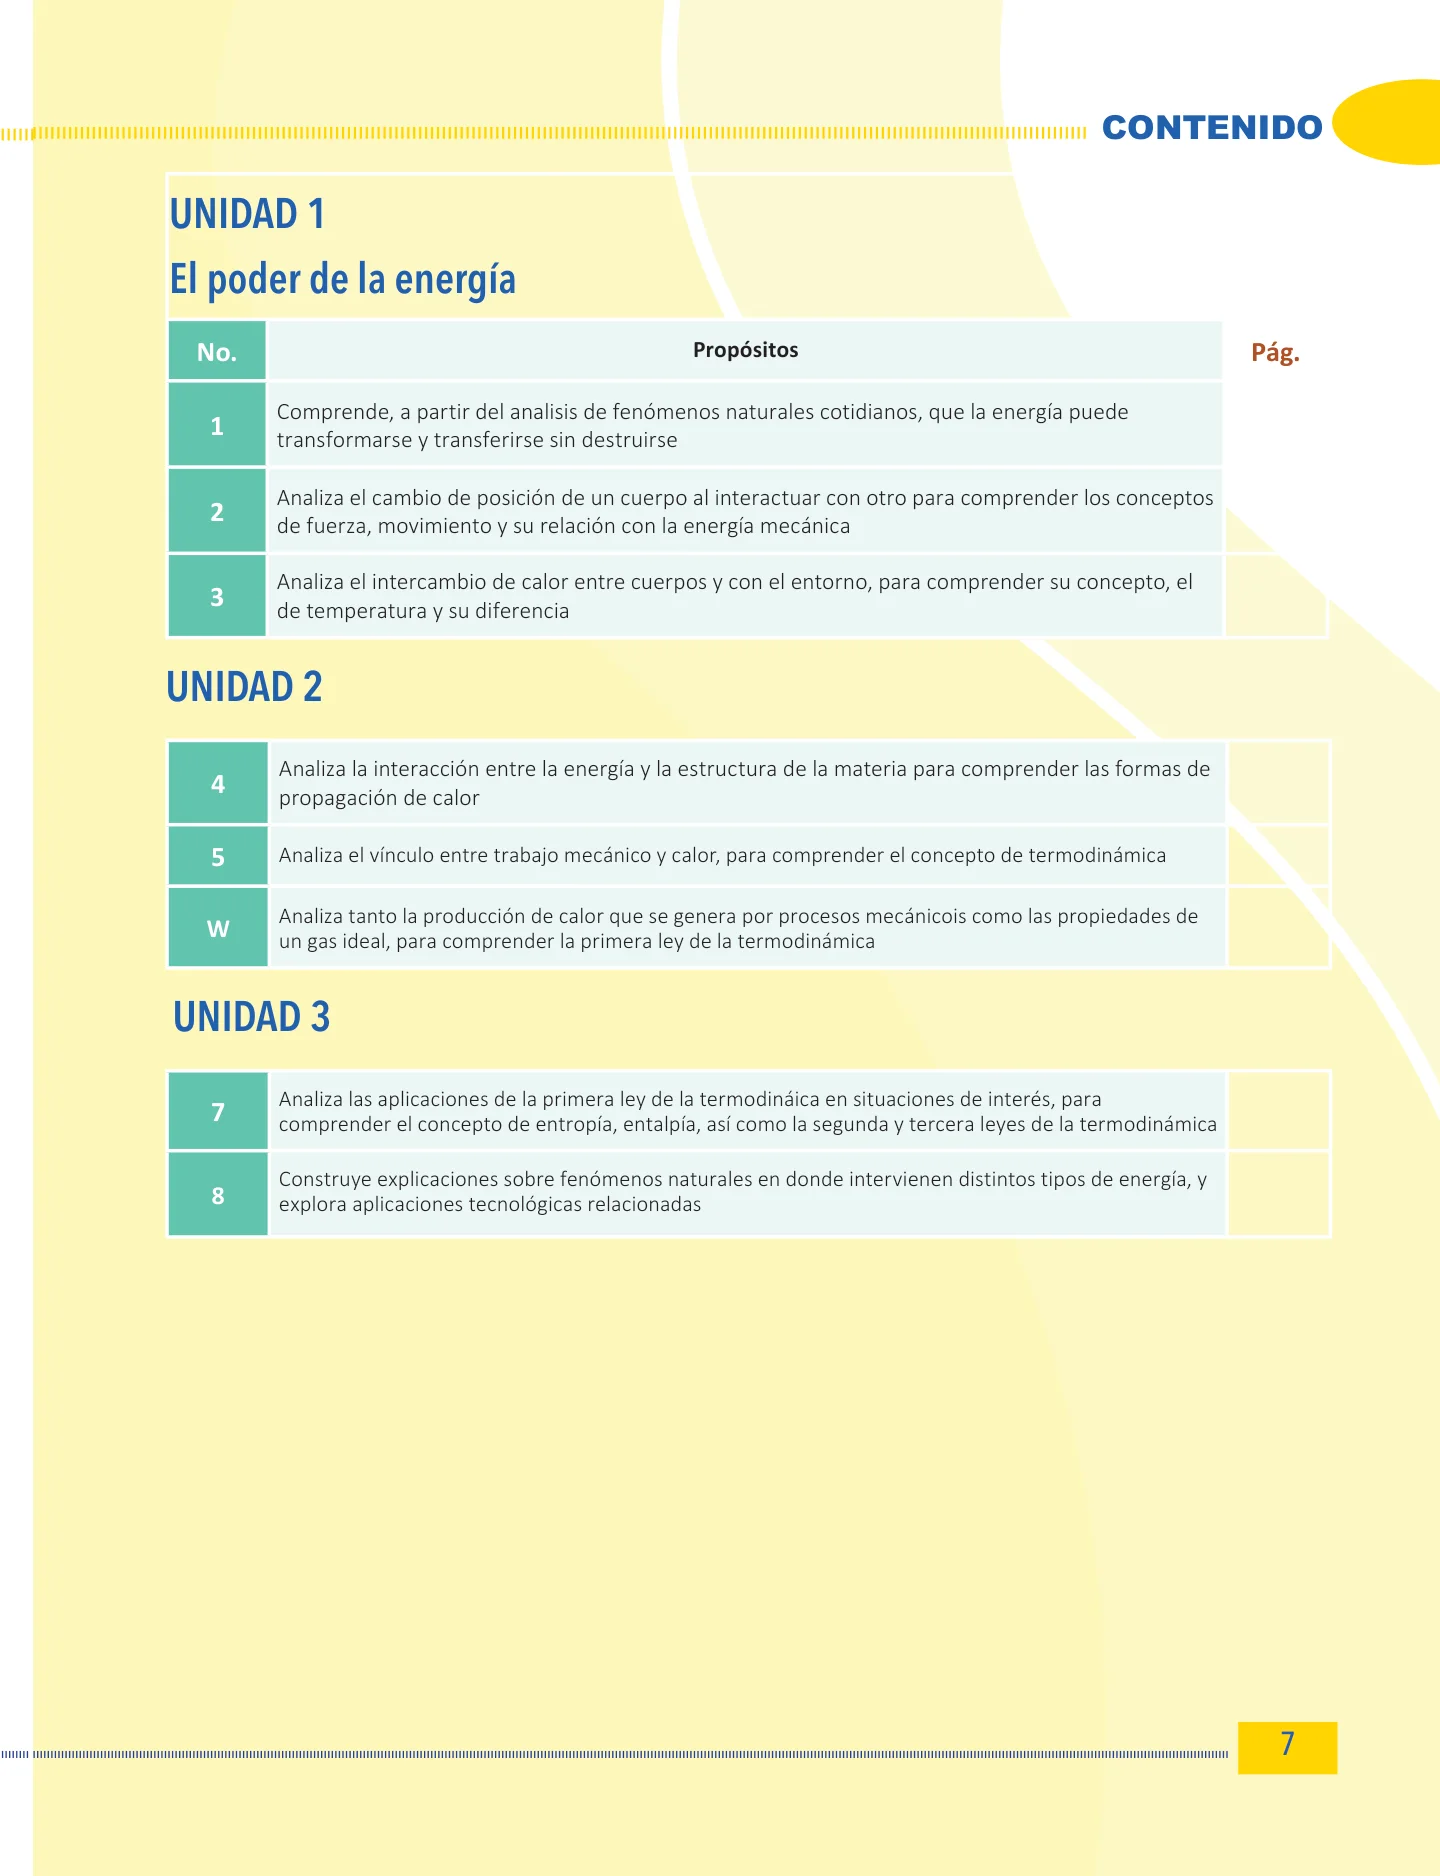 CONTENIDO
UNIDAD 1
El poder de la energía
No. Propósitos Pág.
1
Comprende, a partir del analisis de fenómenos naturales cotidianos, que la energía puede
transformarse y transferirse sin destruirse
2
Analiza el cambio de posición de un cuerpo al interactuar con otro para comprender los conceptos
de fuerza, movimiento y su relación con la energía mecánica
3
Analiza el intercambio de calor entre cuerpos y con el entorno, para comprender su concepto, el
de temperatura y su diferencia
UNIDAD 2
4
Analiza la interacción entre la energía y la estructura de la materia para comprender las formas de
propagación de calor
5
Analiza el vínculo entre trabajo mecánico y calor, para comprender el concepto de termodinámica
W
Analiza tanto la producción de calor que se genera por procesos mecánicois como las propiedades de
un gas ideal, para comprender la primera ley de la termodinámica
UNIDAD 3
7
Analiza las aplicaciones de la primera ley de la termodináica en situaciones de interés, para
comprender el concepto de entropía, entalpía, así como la segunda y tercera leyes de la termodinámica
8
Construye explicaciones sobre fenómenos naturales en donde intervienen distintos tipos de energía, y
explora aplicaciones tecnológicas relacionadas
7